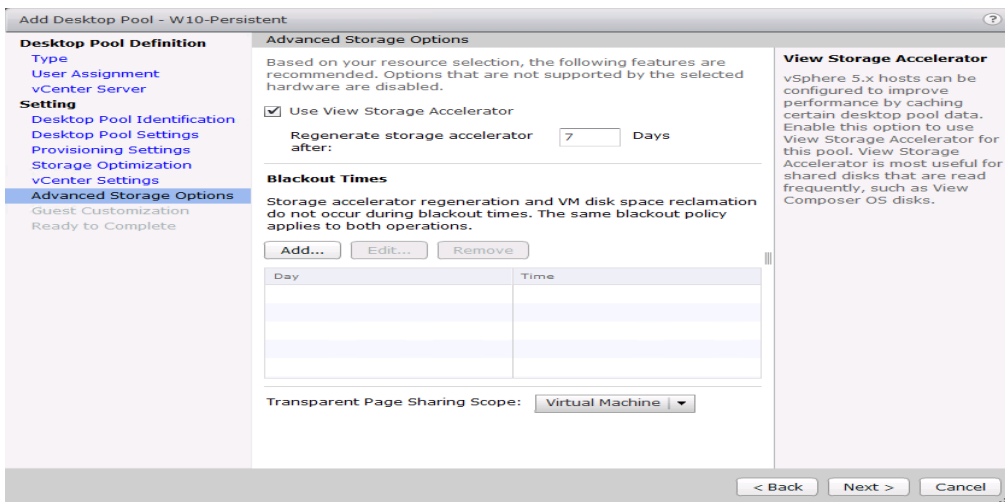 Add Desktop Pool - W10-Persistent
?
Desktop Pool Definition
Type
User Assignment
vCenter Server
Setting
Desktop Pool Identification
Desktop Pool Settings
Provisioning Settings
Storage Optimization
vCenter Settings
Advanced Storage Options
Guest Customization
Ready to Complete
Advanced Storage Options
Based on your resource selection, the following features are
recommended. Options that are not supported by the selected
hardware are disabled.
Use View Storage Accelerator
Regenerate storage accelerator
after:
7 Days
Blackout Times
Storage accelerator regeneration and VM disk space reclamation
do not occur during blackout times. The same blackout policy
applies to both operations.
Add... Edit... Remove
Day Time
Transparent Page Sharing Scope: Virtual Machine
View Storage Accelerator
vSphere 5.x hosts can be
configured to improve
performance by caching
certain desktop pool data.
Enable this option to use
View Storage Accelerator for
this pool. View Storage
Accelerator is most useful for
shared disks that are read
frequently, such as View
Composer OS disks.
< Back Next > Cancel